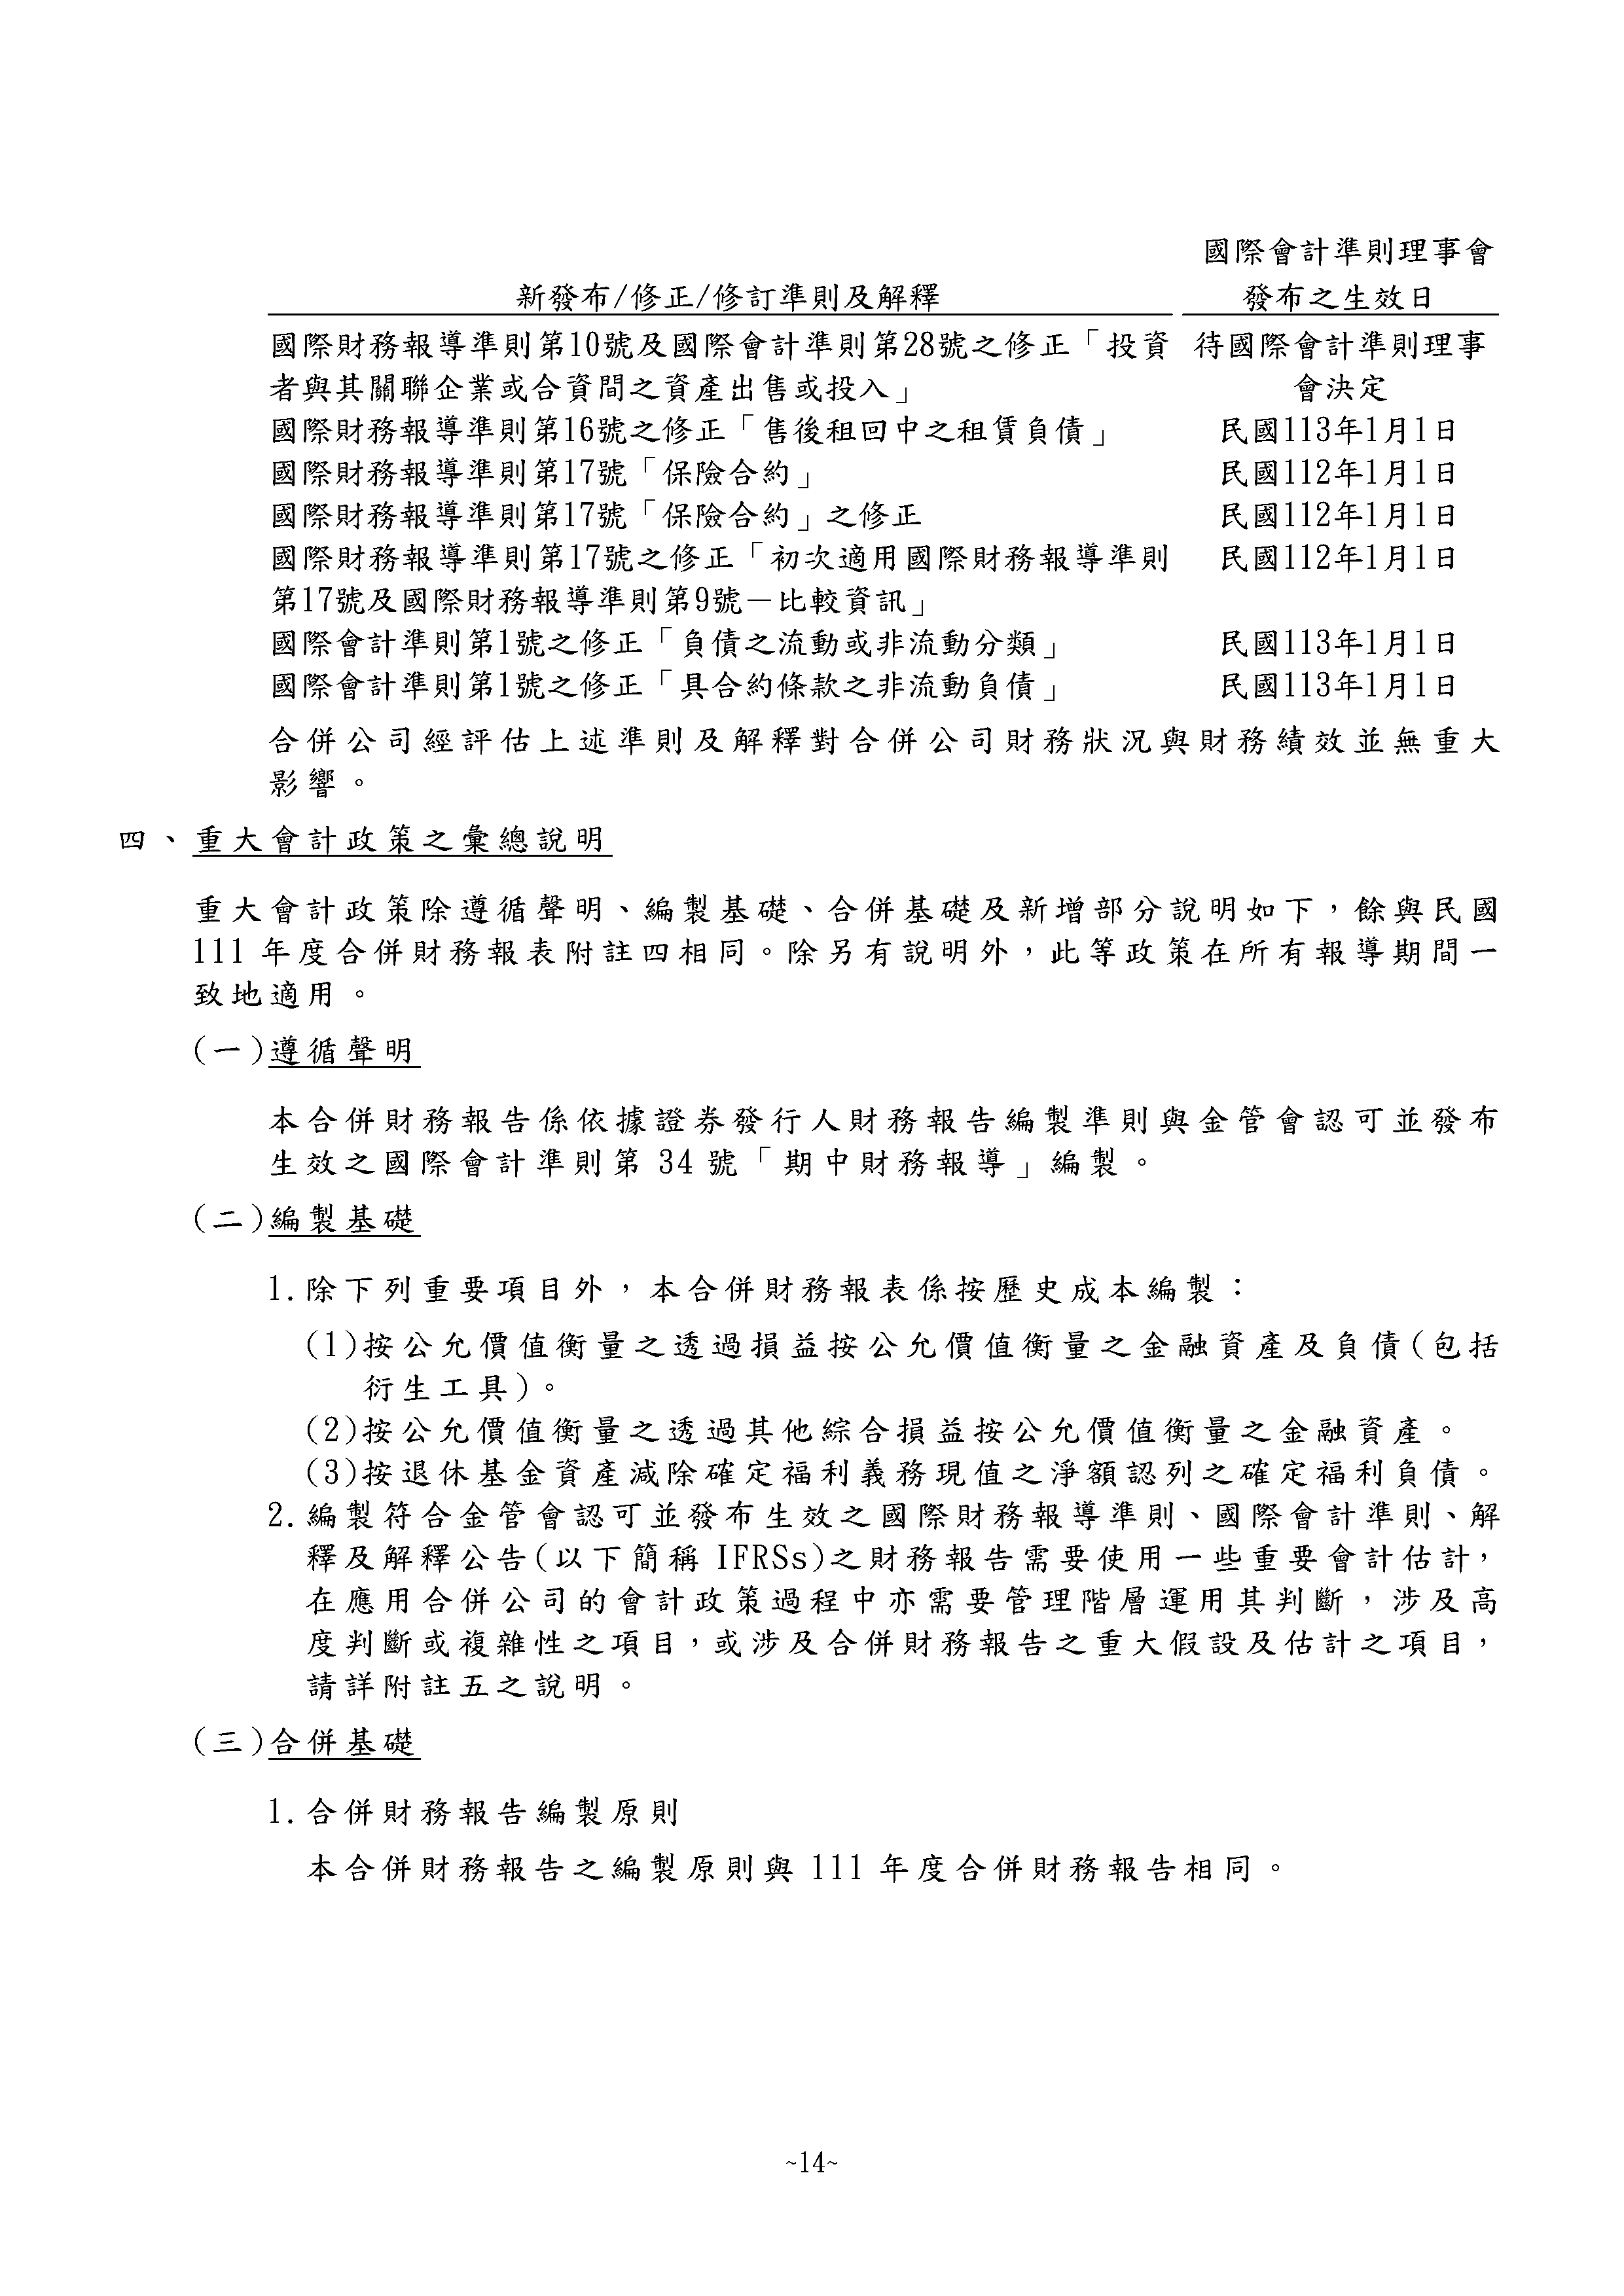 國際會計準則理事會
新發布/修正/修訂準則及解釋 發布之生效日
國際財務報導準則第10號及國際會計準則第28號之修正「投資 待國際會計準則理事
者與其關聯企業或合資間之資產出售或投入」 會決定
國際財務報導準則第16號之修正「售後租回中之租賃負債」 民國113年1月1日
國際財務報導準則第17號「保險合約」 民國112年1月1日
國際財務報導準則第17號「保險合約」之修正 民國112年1月1日
國際財務報導準則第17號之修正「初次適用國際財務報導準則 民國112年1月1日
第17號及國際財務報導準則第9號－比較資訊」
國際會計準則第1號之修正「負債之流動或非流動分類」 民國113年1月1日
國際會計準則第1號之修正「具合約條款之非流動負債」 民國113年1月1日
合併公司經評估上述準則及解釋對合併公司財務狀況與財務績效並無重大
影響。
四、重大會計政策之彙總說明
重大會計政策除遵循聲明、編製基礎、合併基礎及新增部分說明如下，餘與民國
111 年度合併財務報表附註四相同。除另有說明外，此等政策在所有報導期間一
致地適用。
(一)遵循聲明
本合併財務報告係依據證券發行人財務報告編製準則與金管會認可並發布
生效之國際會計準則第 34 號「期中財務報導」編製。
(二)編製基礎
1.除下列重要項目外，本合併財務報表係按歷史成本編製：
(1)按公允價值衡量之透過損益按公允價值衡量之金融資產及負債(包括
衍生工具)。
(2)按公允價值衡量之透過其他綜合損益按公允價值衡量之金融資產。
(3)按退休基金資產減除確定福利義務現值之淨額認列之確定福利負債。
2.編製符合金管會認可並發布生效之國際財務報導準則、國際會計準則、解
釋及解釋公告(以下簡稱 IFRSs)之財務報告需要使用一些重要會計估計，
在應用合併公司的會計政策過程中亦需要管理階層運用其判斷，涉及高
度判斷或複雜性之項目，或涉及合併財務報告之重大假設及估計之項目，
請詳附註五之說明。
(三)合併基礎
1.合併財務報告編製原則
本合併財務報告之編製原則與 111 年度合併財務報告相同。
~14~